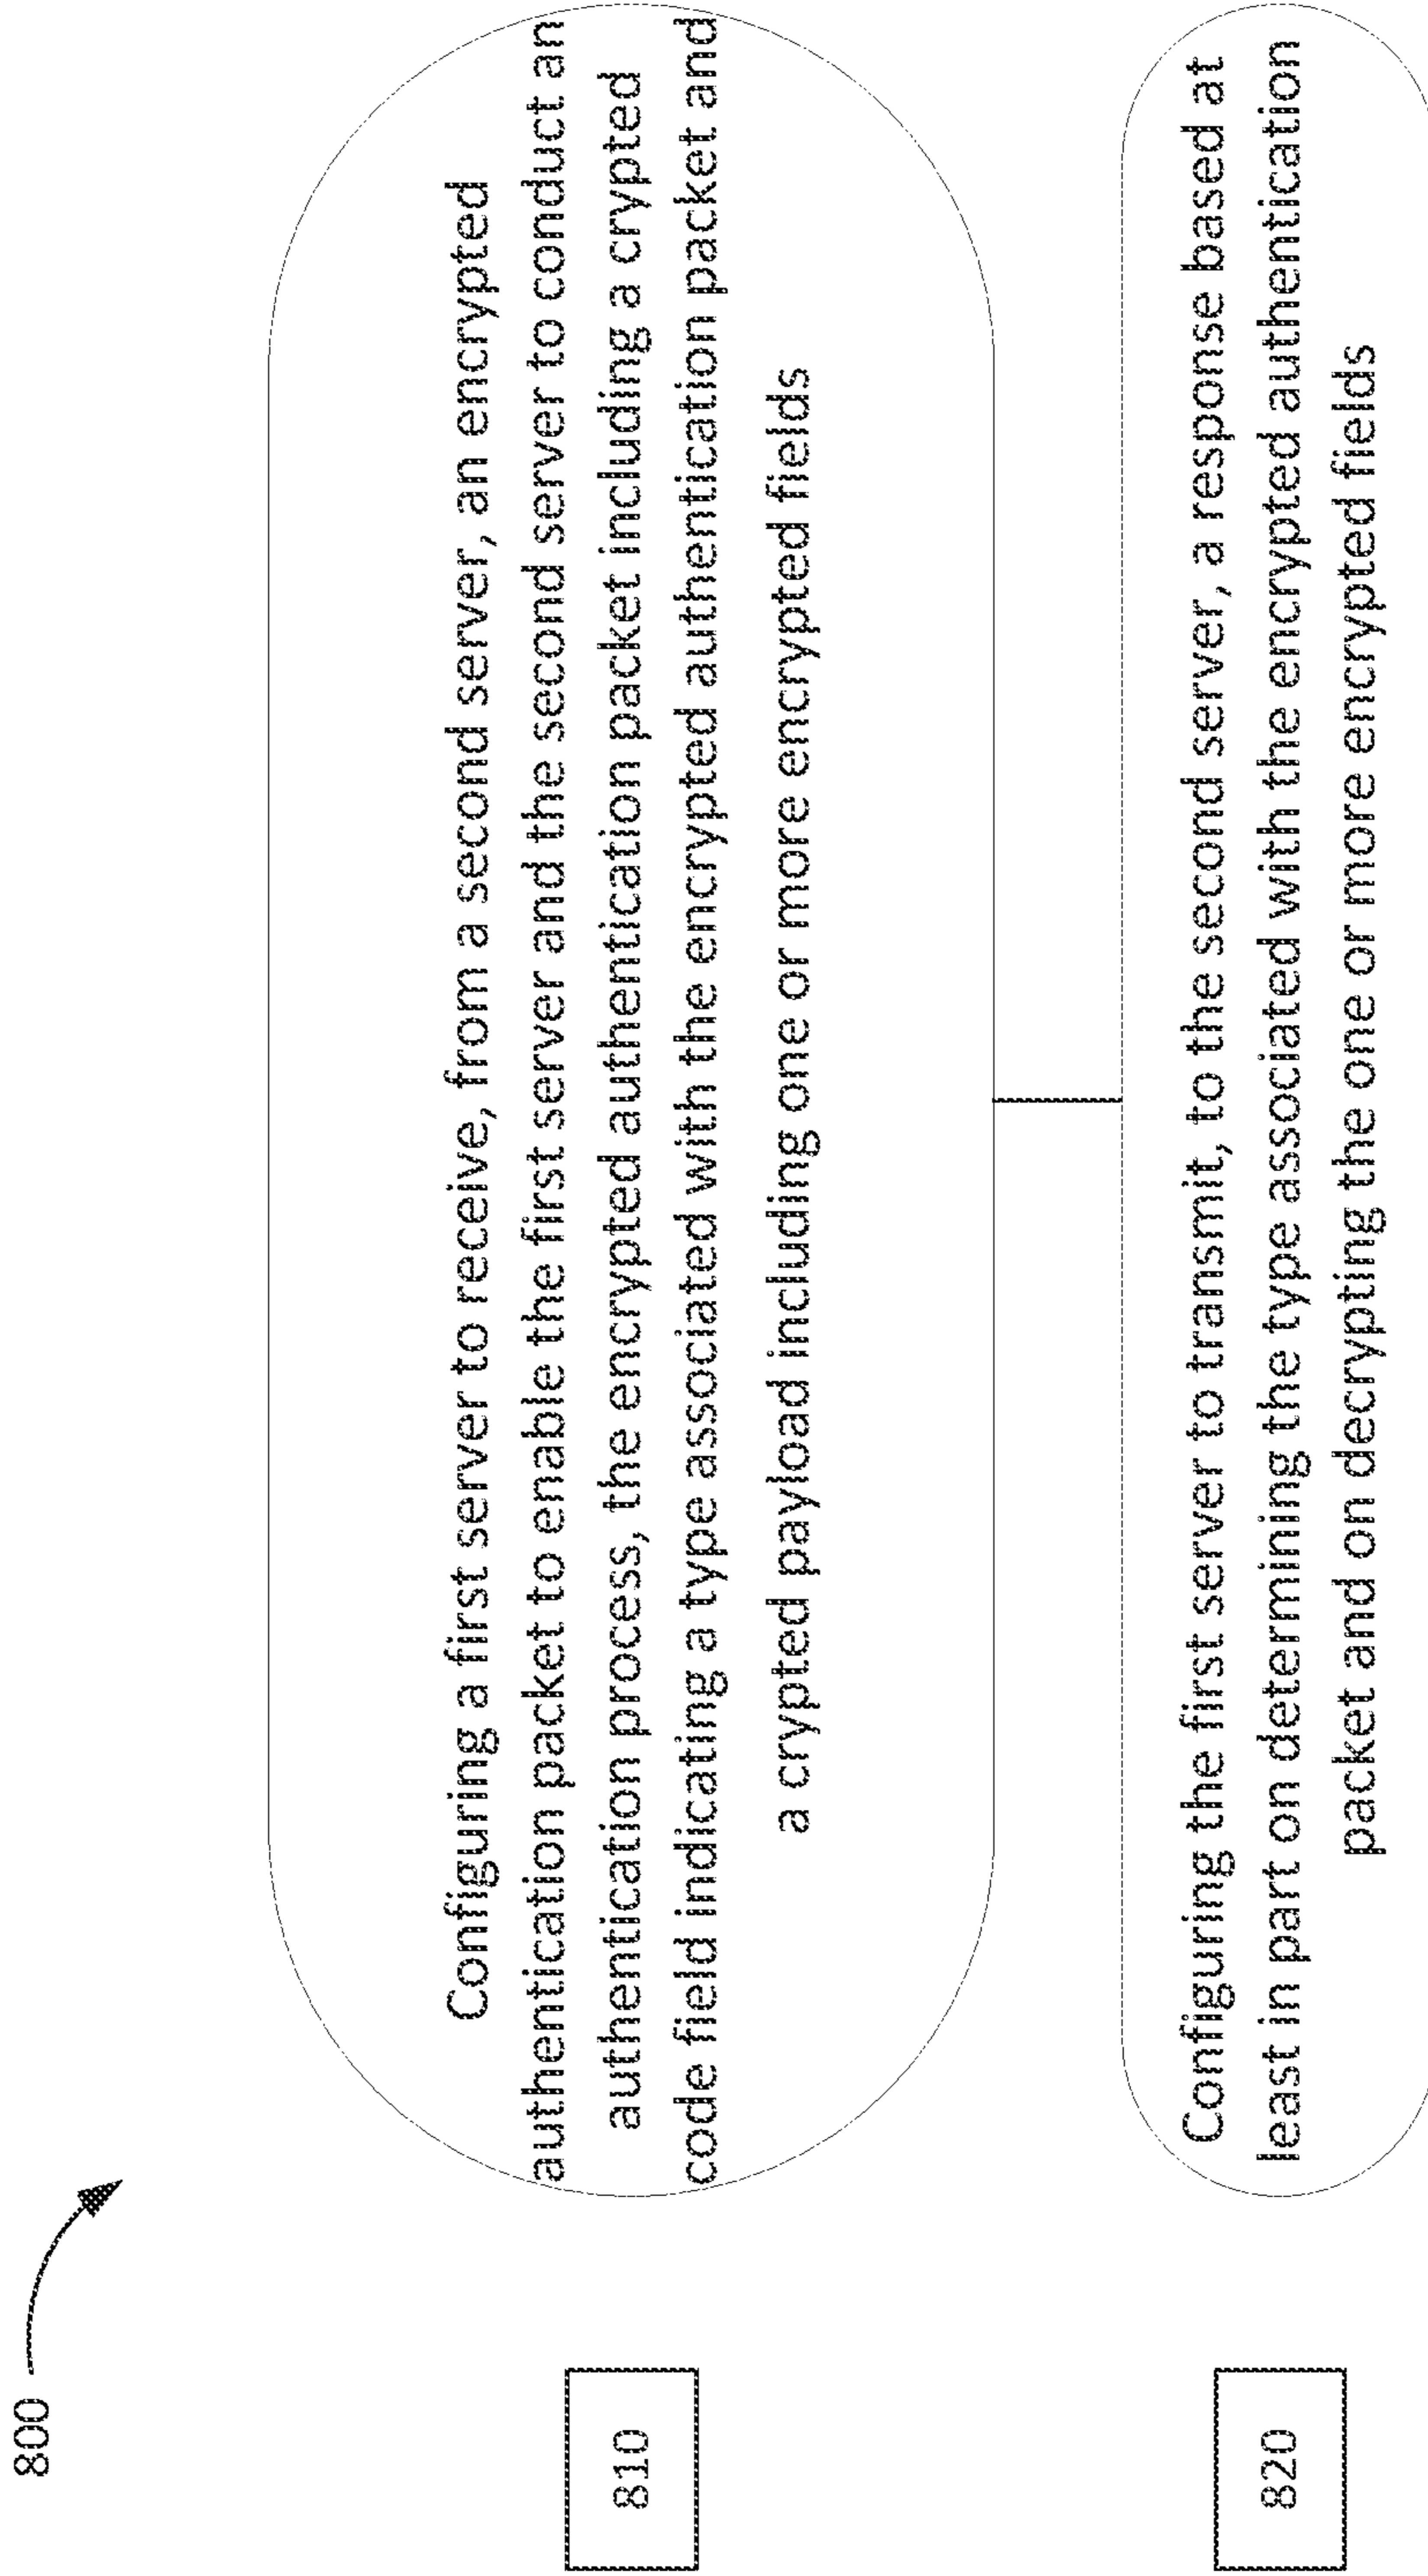 800
810
Configuring a first server to receive, from a second server, an encrypted
authentication packet to enable the first server and the second server to conduct an
authentication process, the encrypted authentication packet including a crypted
code field indicating a type associated with the encrypted authentication packet and
a crypted payload including one or more encrypted fields
820
Configuring the first server to transmit, to the second server, a response based at
least in part on determining the type associated with the encrypted authentication
packet and on decrypting the one or more encrypted fields